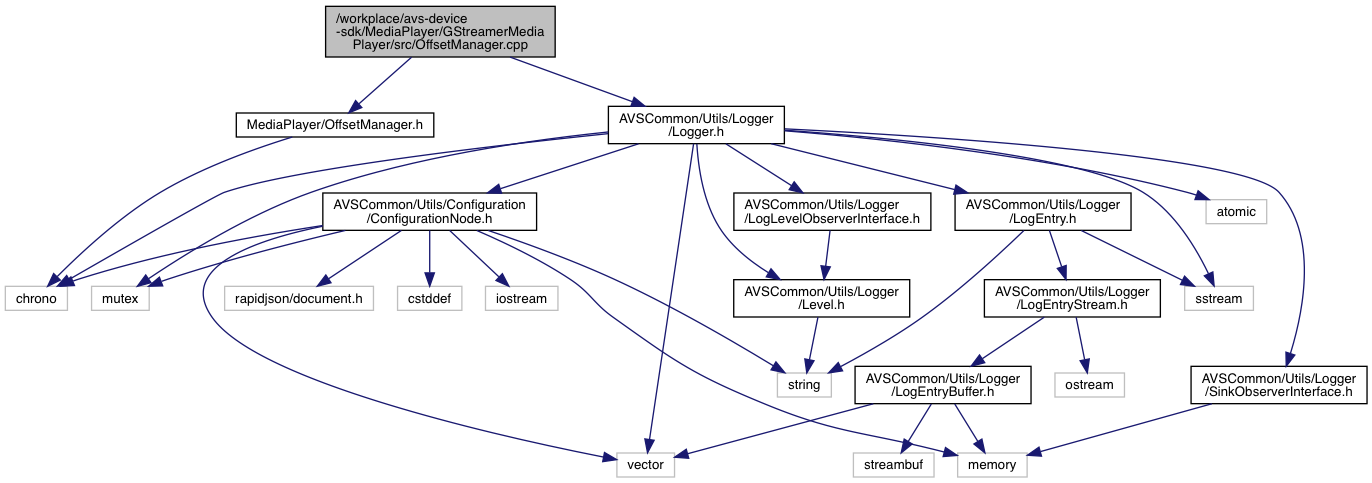 /workplace/avs-device
-sdk/MediaPlayer/GStreamerMedia
Player/src/OffsetManager.cpp
MediaPlayer/OffsetManager.h
AVSCommon/Utils/Logger
/Logger.h
AVSCommon/Utils/Configuration
/ConfigurationNode.h
AVSCommon/Utils/Logger
/LogLevelObserverInterface.h
AVSCommon/Utils/Logger
/LogEntry.h
atomic
chrono
mutex
rapidjson/document.h
cstddef
iostream
AVSCommon/Utils/Logger
/Level.h
AVSCommon/Utils/Logger
/LogEntryStream.h
sstream
string
AVSCommon/Utils/Logger
/LogEntryBuffer.h
ostream
AVSCommon/Utils/Logger
/SinkObserverInterface.h
vector
streambuf
memory